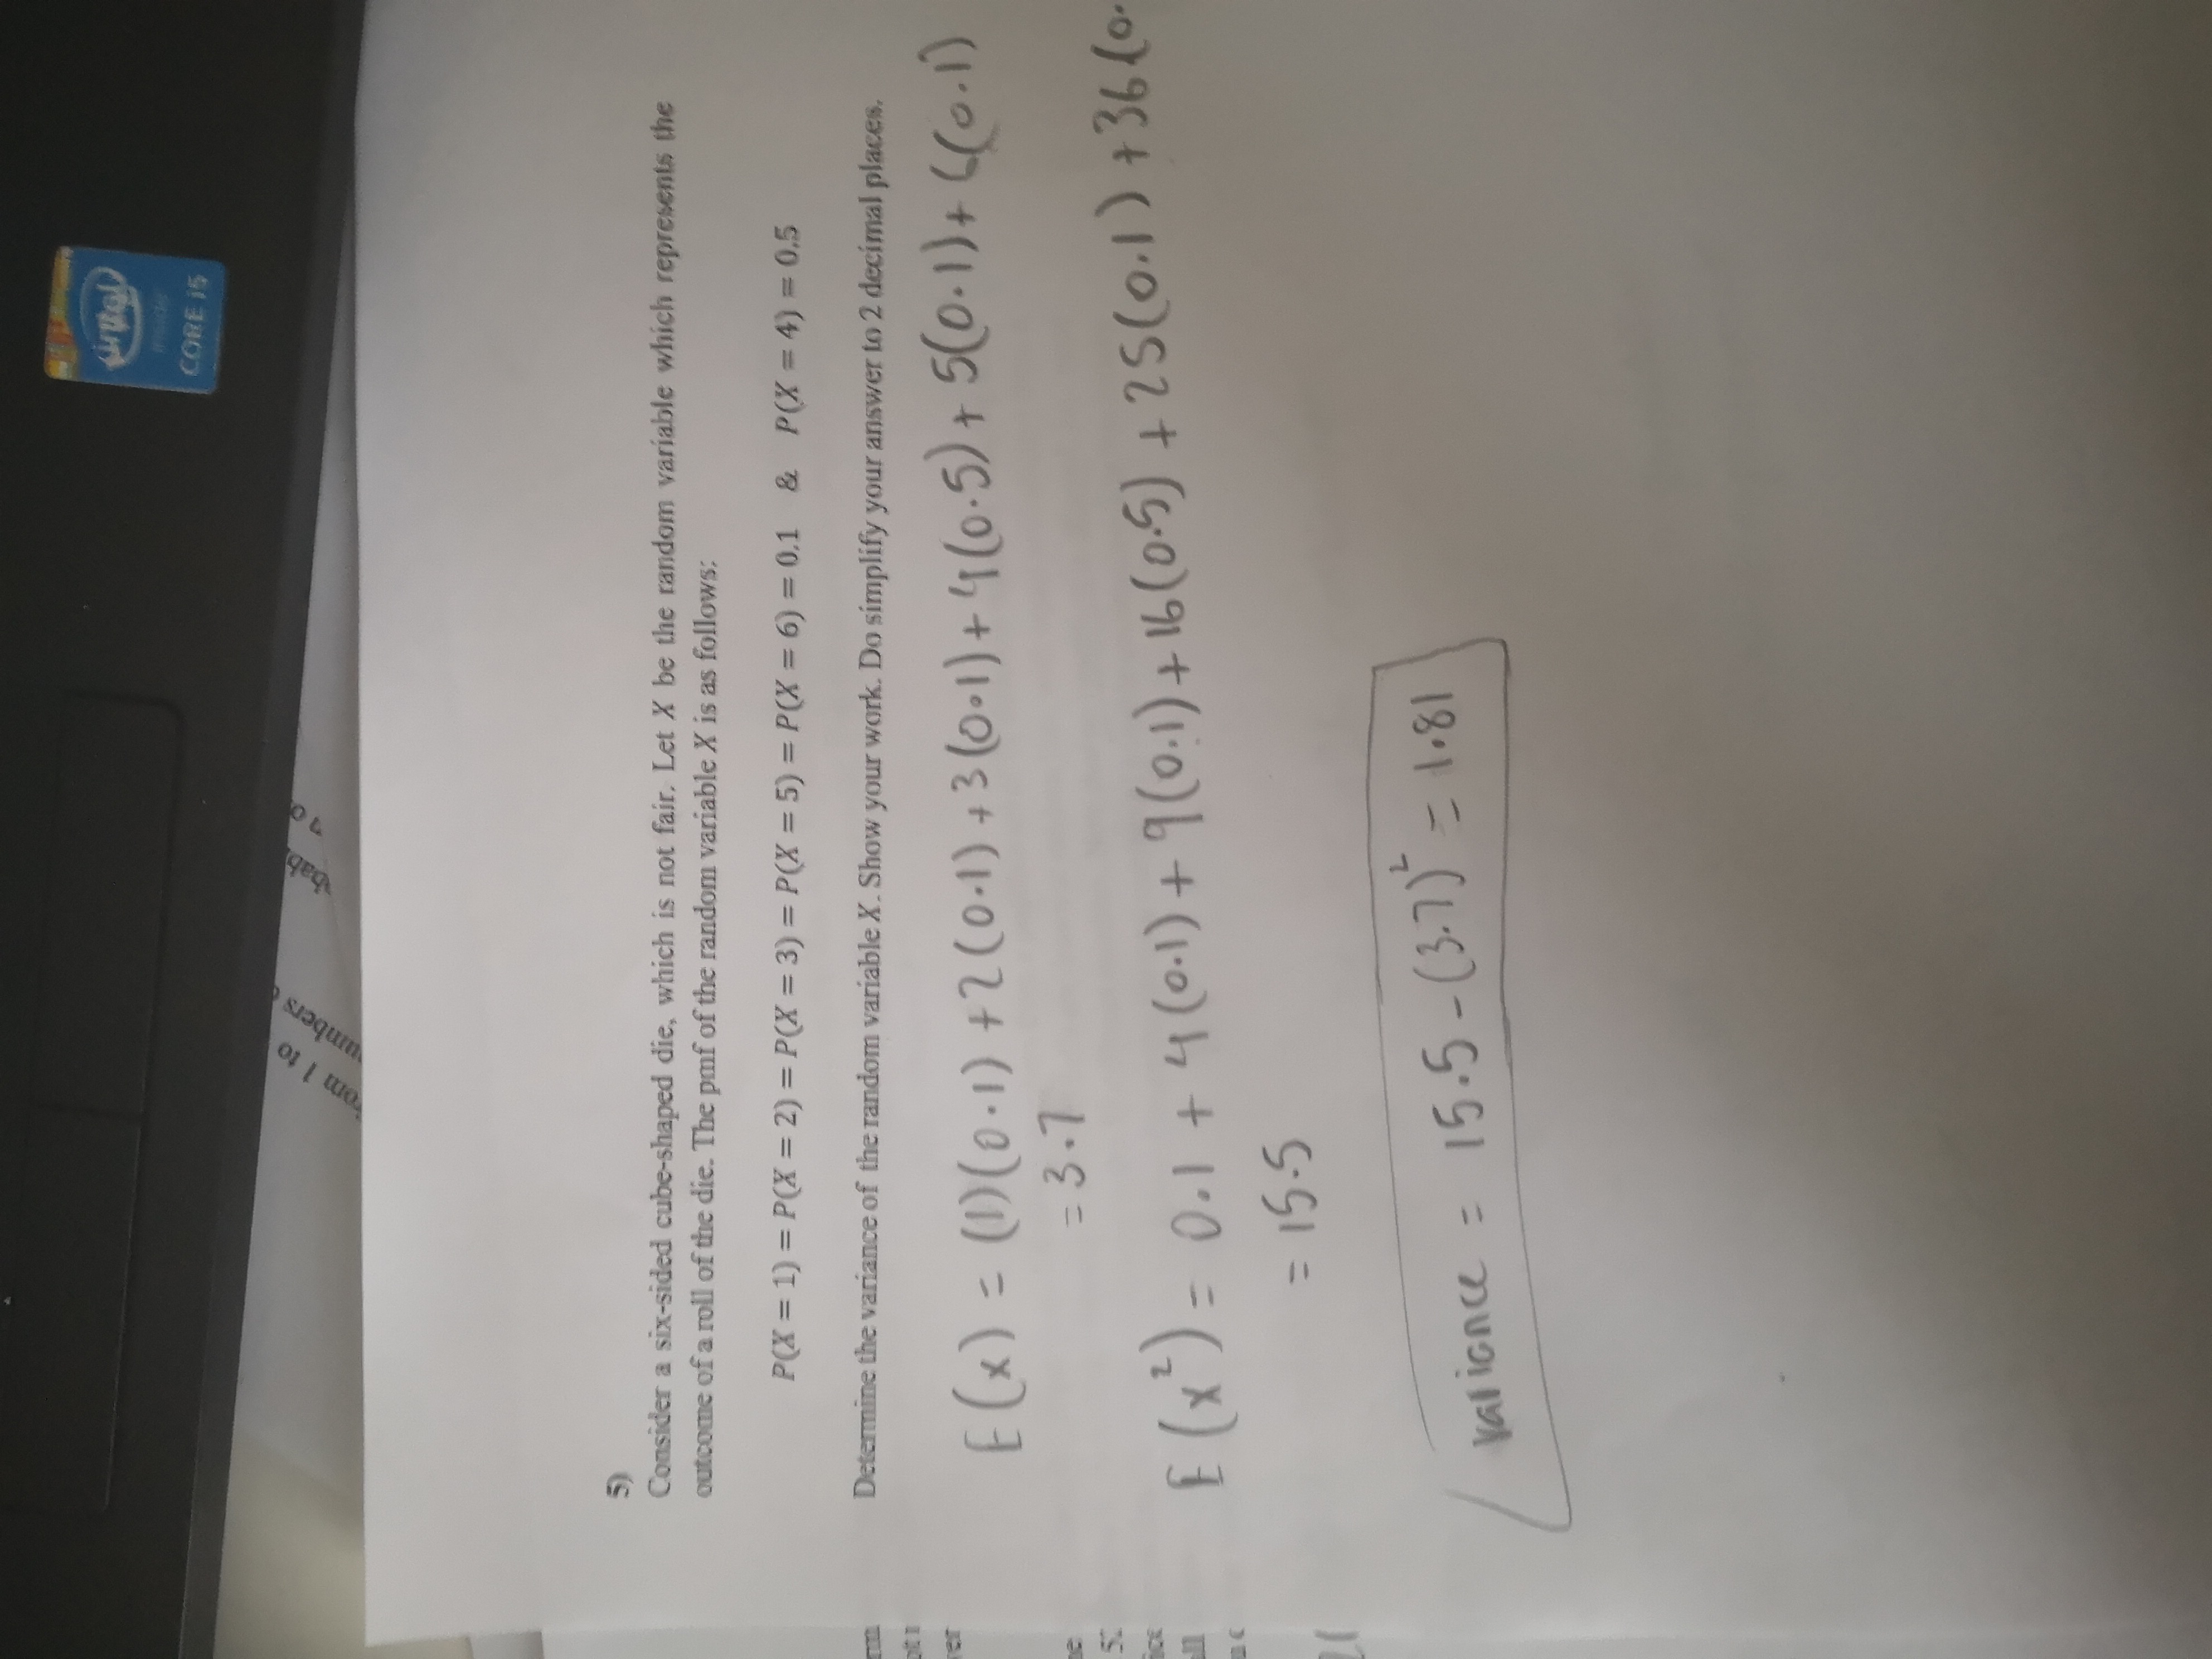 intel
inside
CORE i5
from 1 to
numbers
5)
Consider a six-sided cube-shaped die, which is not fair. Let X be the random variable which represents the
outcome of a roll of the die. The pmf of the random variable X is as follows:
P(X = 1) = P(X = 2) = P(X = 3) = P(X = 5) = P(X = 6) = 0.1 & P(X = 4) = 0.5
Determine the variance of the random variable X. Show your work. Do simplify your answer to 2 decimal places.
E(x) = (1)(0.1) + 2(0.1) + 3(0.1) + 4(0.5) + 5(0.1) + 6(0.1)
= 3.7
E(x²) = 0.1 + 4(0.1) + 9(0.1) + 16(0.5) + 25(0.1) + 36(0.
= 15.5
variance = 15.5 - (3.7)² = 1.81